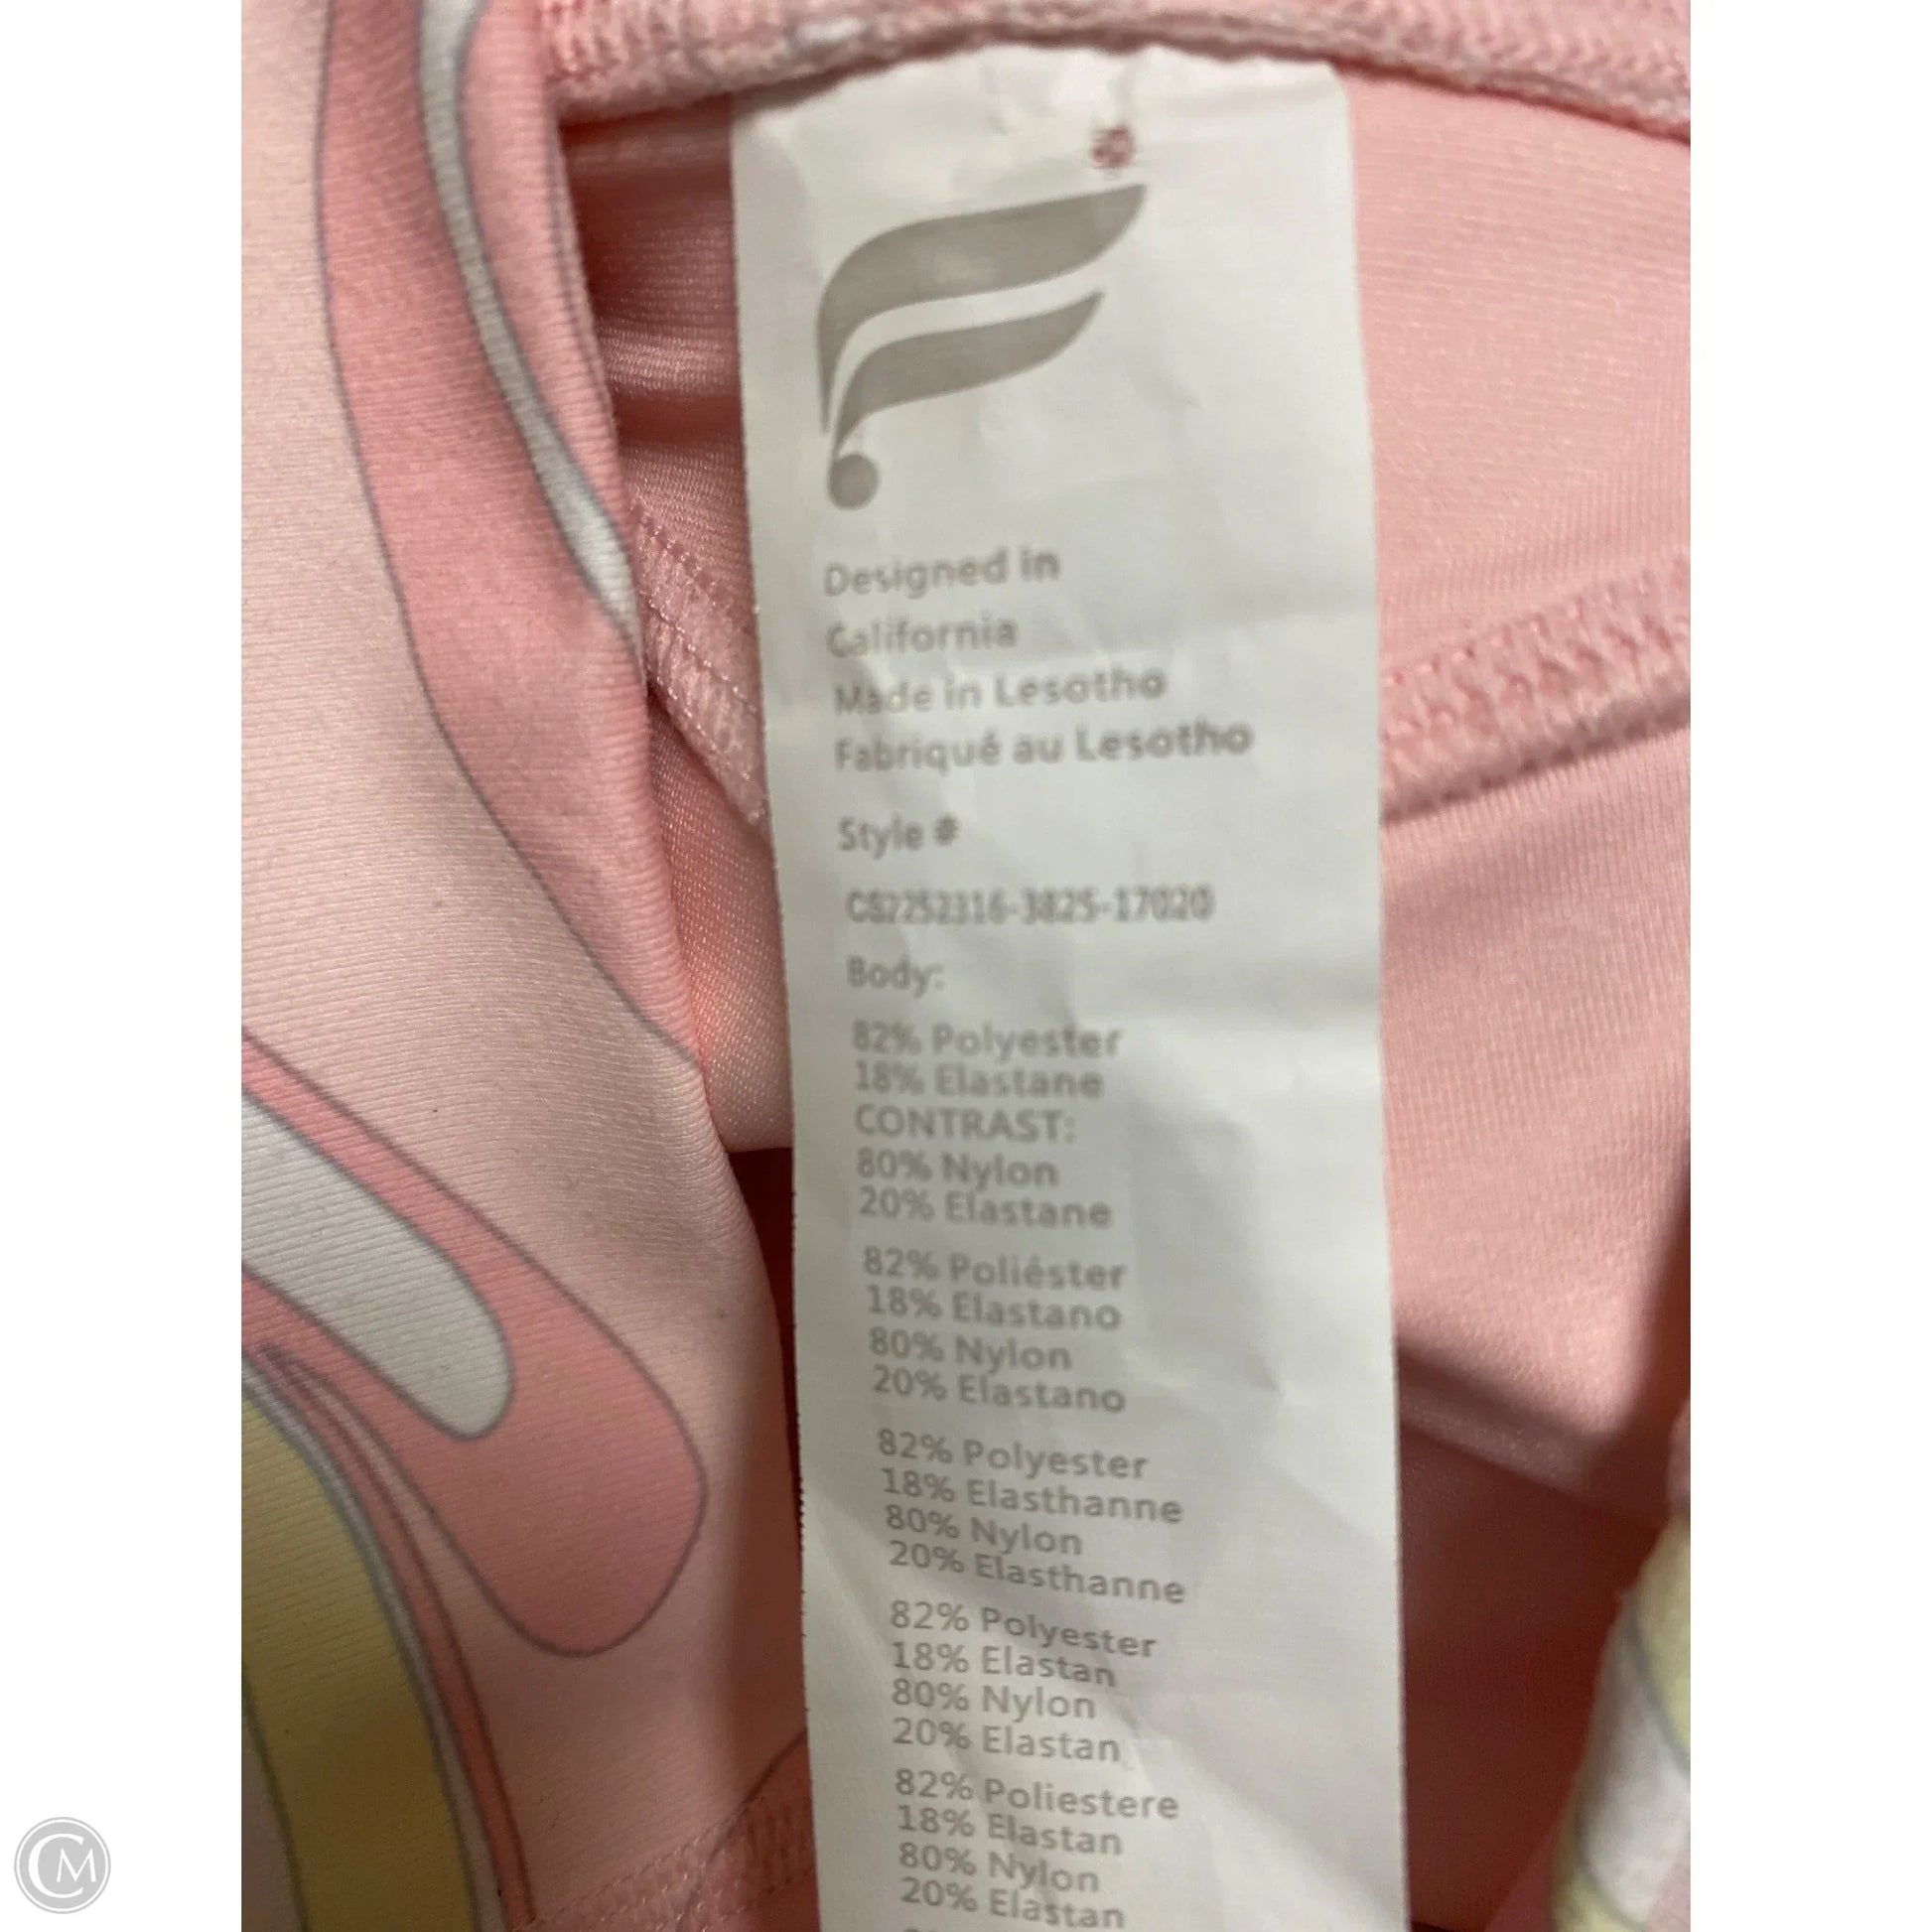 Designed in
California
Made in Lesotho
Fabriqué au Lesotho
Style #
CS2252316-3825-17020
Body:
82% Polyester
18% Elastane
CONTRAST:
80% Nylon
20% Elastane
82% Poliéster
18% Elastano
80% Nylon
20% Elastano
82% Polyester
18% Elasthanne
80% Nylon
20% Elasthanne
82% Polyester
18% Elastan
80% Nylon
20% Elastan
82% Poliestere
18% Elastan
80% Nylon
20% Elastan
CM